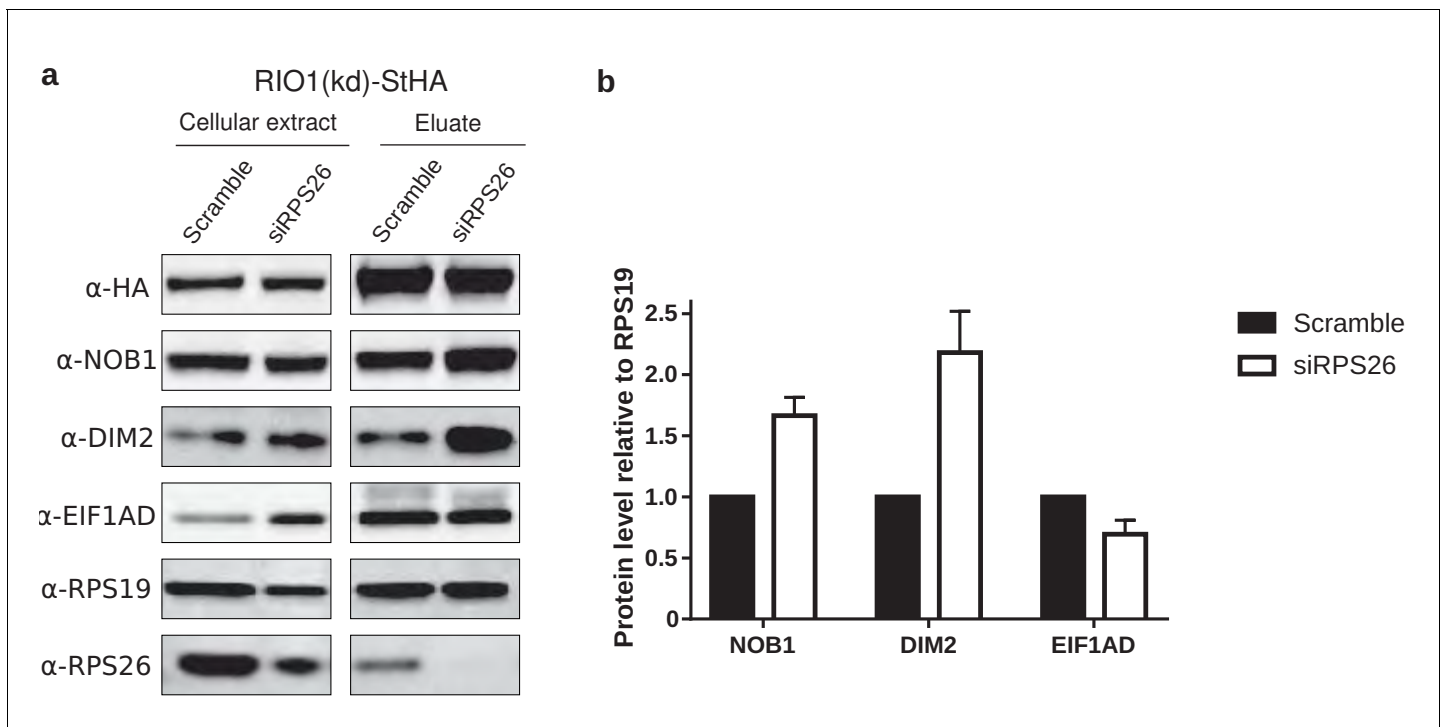 a
RIO1(kd)-StHA
Cellular extract
Eluate
Scramble
siRPS26
Scramble
siRPS26
α-HA
α-NOB1
α-DIM2
α-EIF1AD
α-RPS19
α-RPS26
b
Protein level relative to RPS19
2.5
2.0
1.5
1.0
0.5
0
NOB1
DIM2
EIF1AD
Scramble
siRPS26